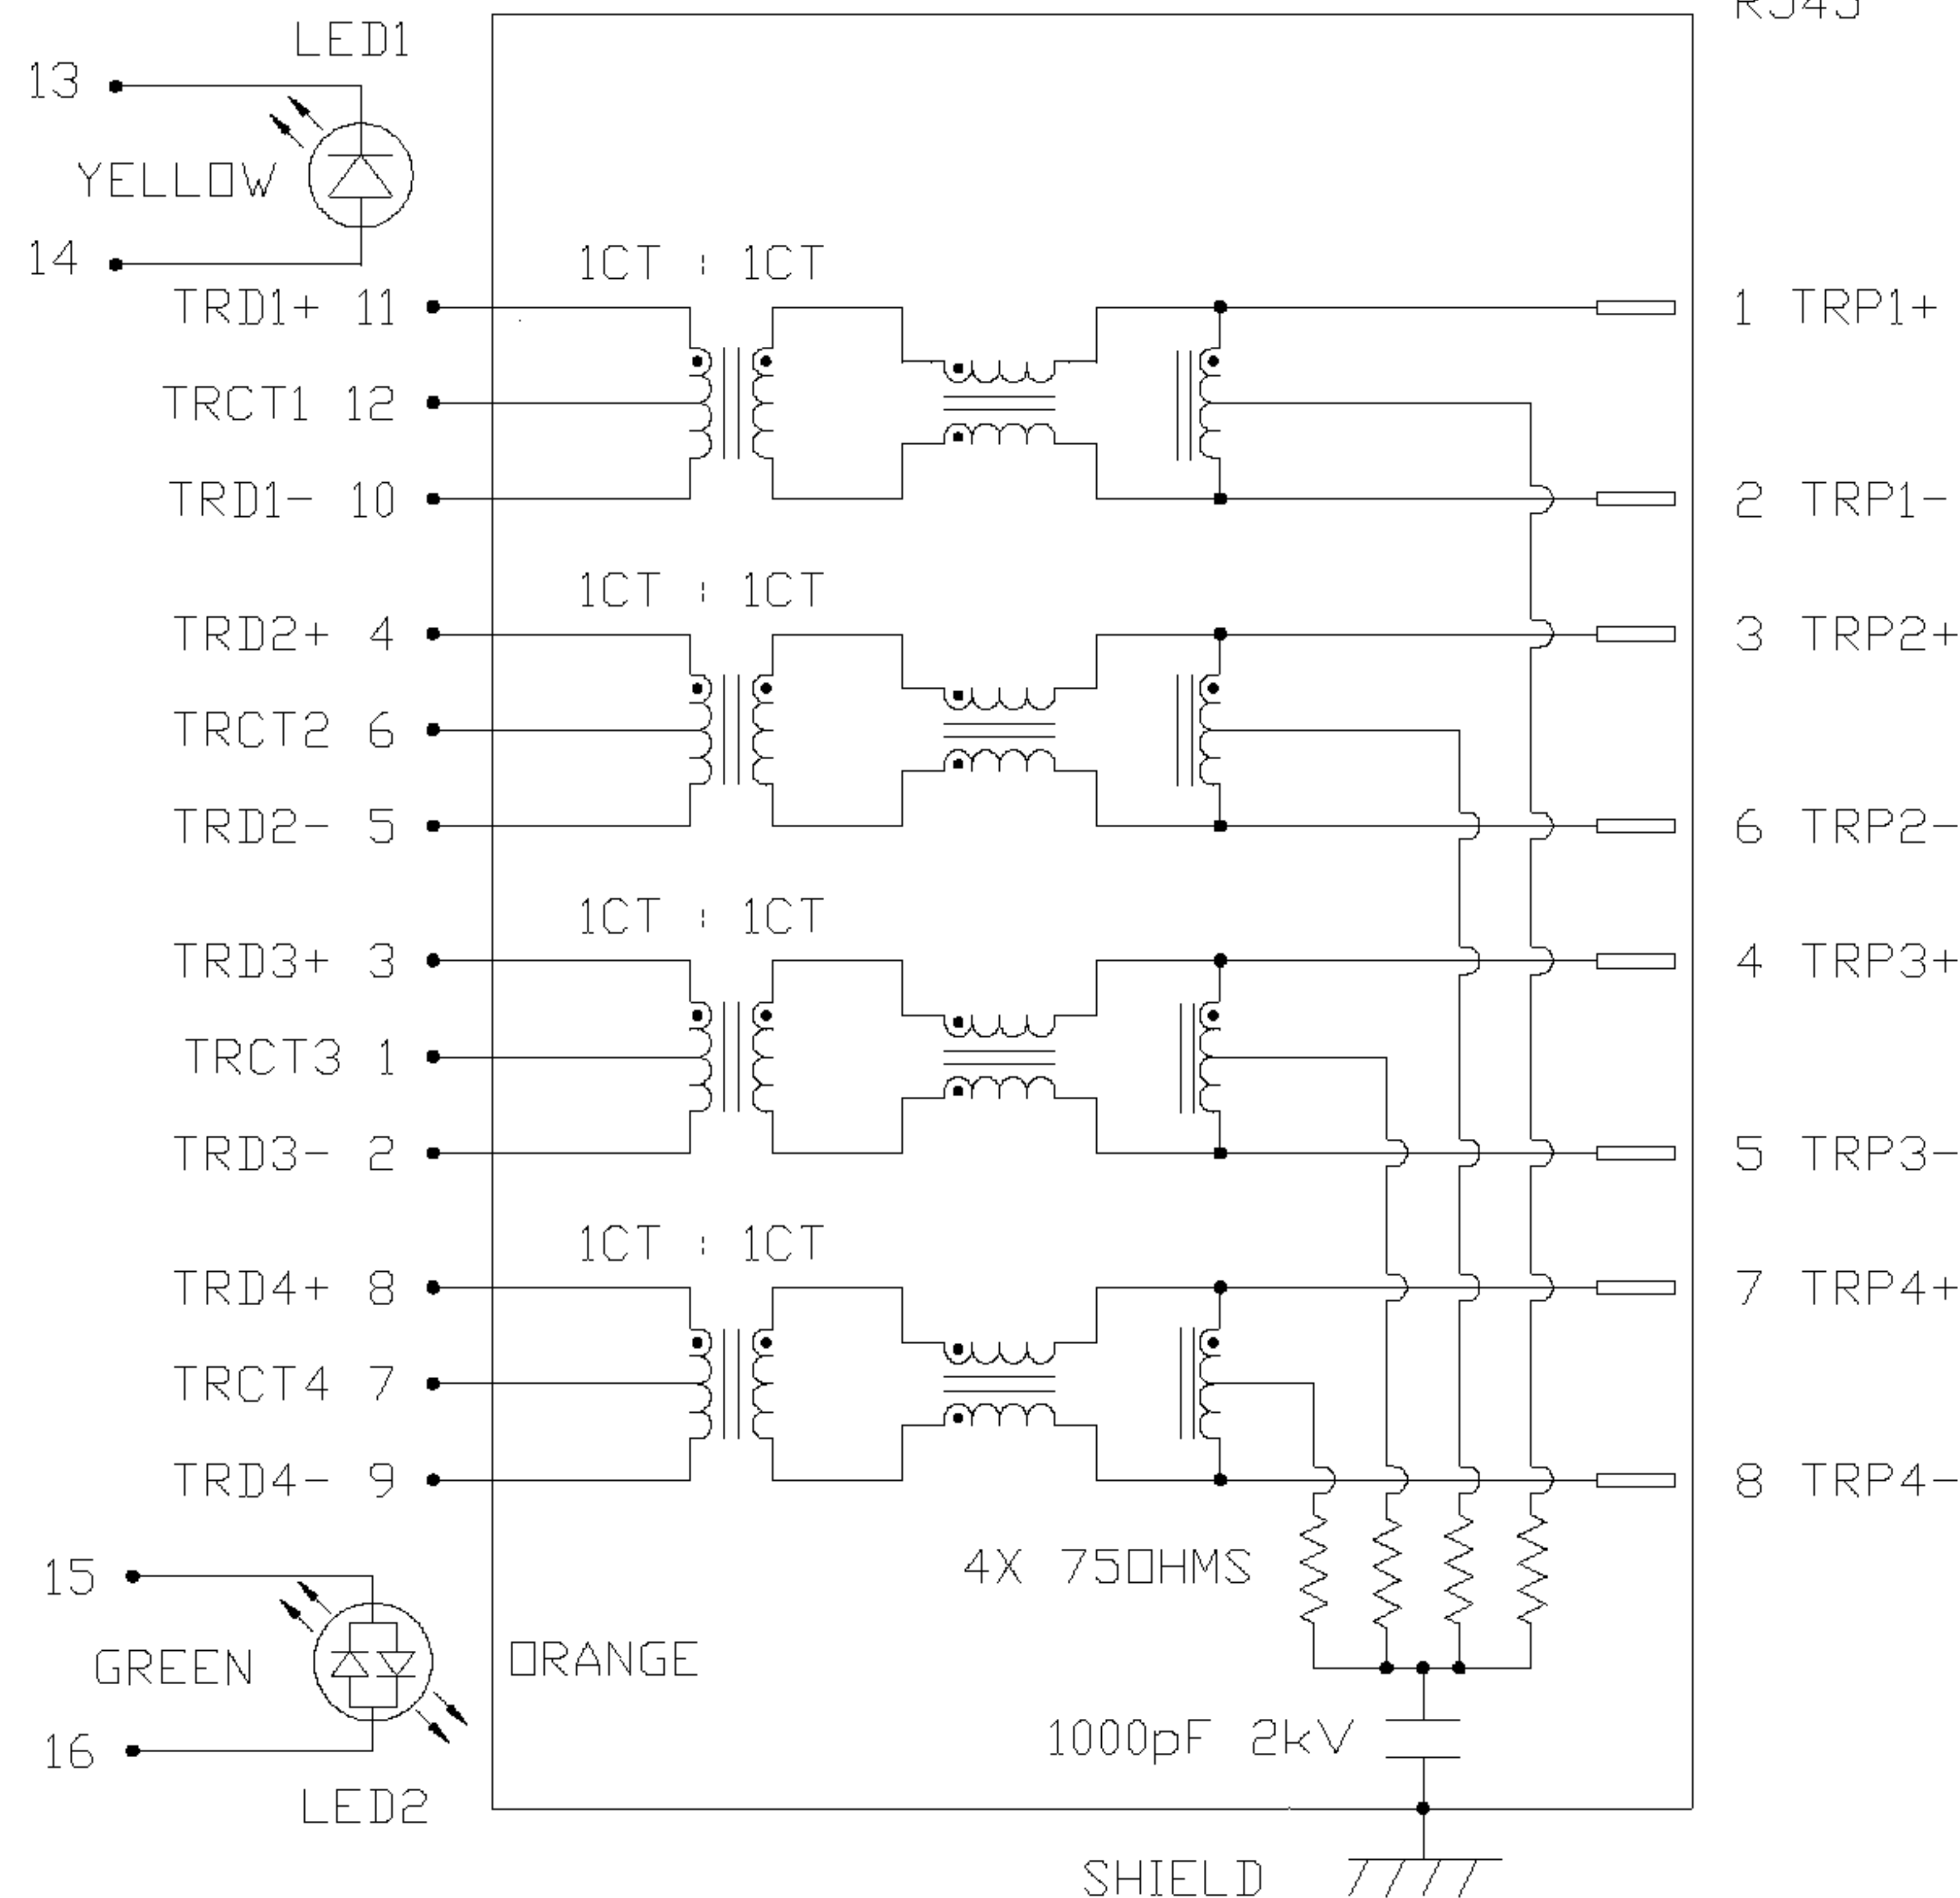 RJ45
LED1
13
YELLOW
14
1CT : 1CT
TRD1+ 11
1 TRP1+
TRCT1 12
TRD1- 10
2 TRP1-
1CT : 1CT
TRD2+ 4
3 TRP2+
TRCT2 6
TRD2- 5
6 TRP2-
1CT : 1CT
TRD3+ 3
4 TRP3+
TRCT3 1
TRD3- 2
5 TRP3-
1CT : 1CT
TRD4+ 8
7 TRP4+
TRCT4 7
TRD4- 9
8 TRP4-
4X 75OHMS
15
GREEN
ORANGE
16
1000pF 2kV
LED2
SHIELD